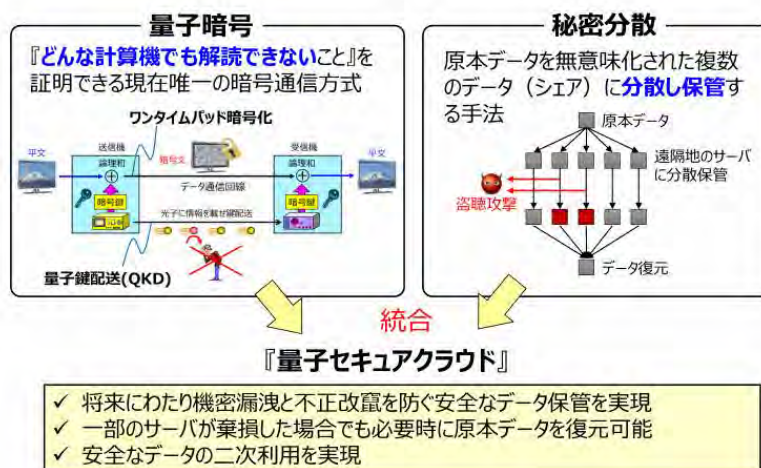 量子暗号
『どんな計算機でも解読できないこと』を
証明できる現在唯一の暗号通信方式
ワンタイムパッド暗号化
送信機
受信機
平文
論理和
暗号文
論理和
平文
データ通信回線
暗号鍵
暗号鍵
光子に情報を載せ鍵配送
量子鍵配送(QKD)
秘密分散
原本データを無意味化された複数
のデータ（シェア）に分散し保管す
る手法
原本データ
遠隔地のサーバ
に分散保管
盗聴攻撃
データ復元
統合
『量子セキュアクラウド』
✓ 将来にわたり機密漏洩と不正改竄を防ぐ安全なデータ保管を実現
✓ 一部のサーバが棄損した場合でも必要時に原本データを復元可能
✓ 安全なデータの二次利用を実現